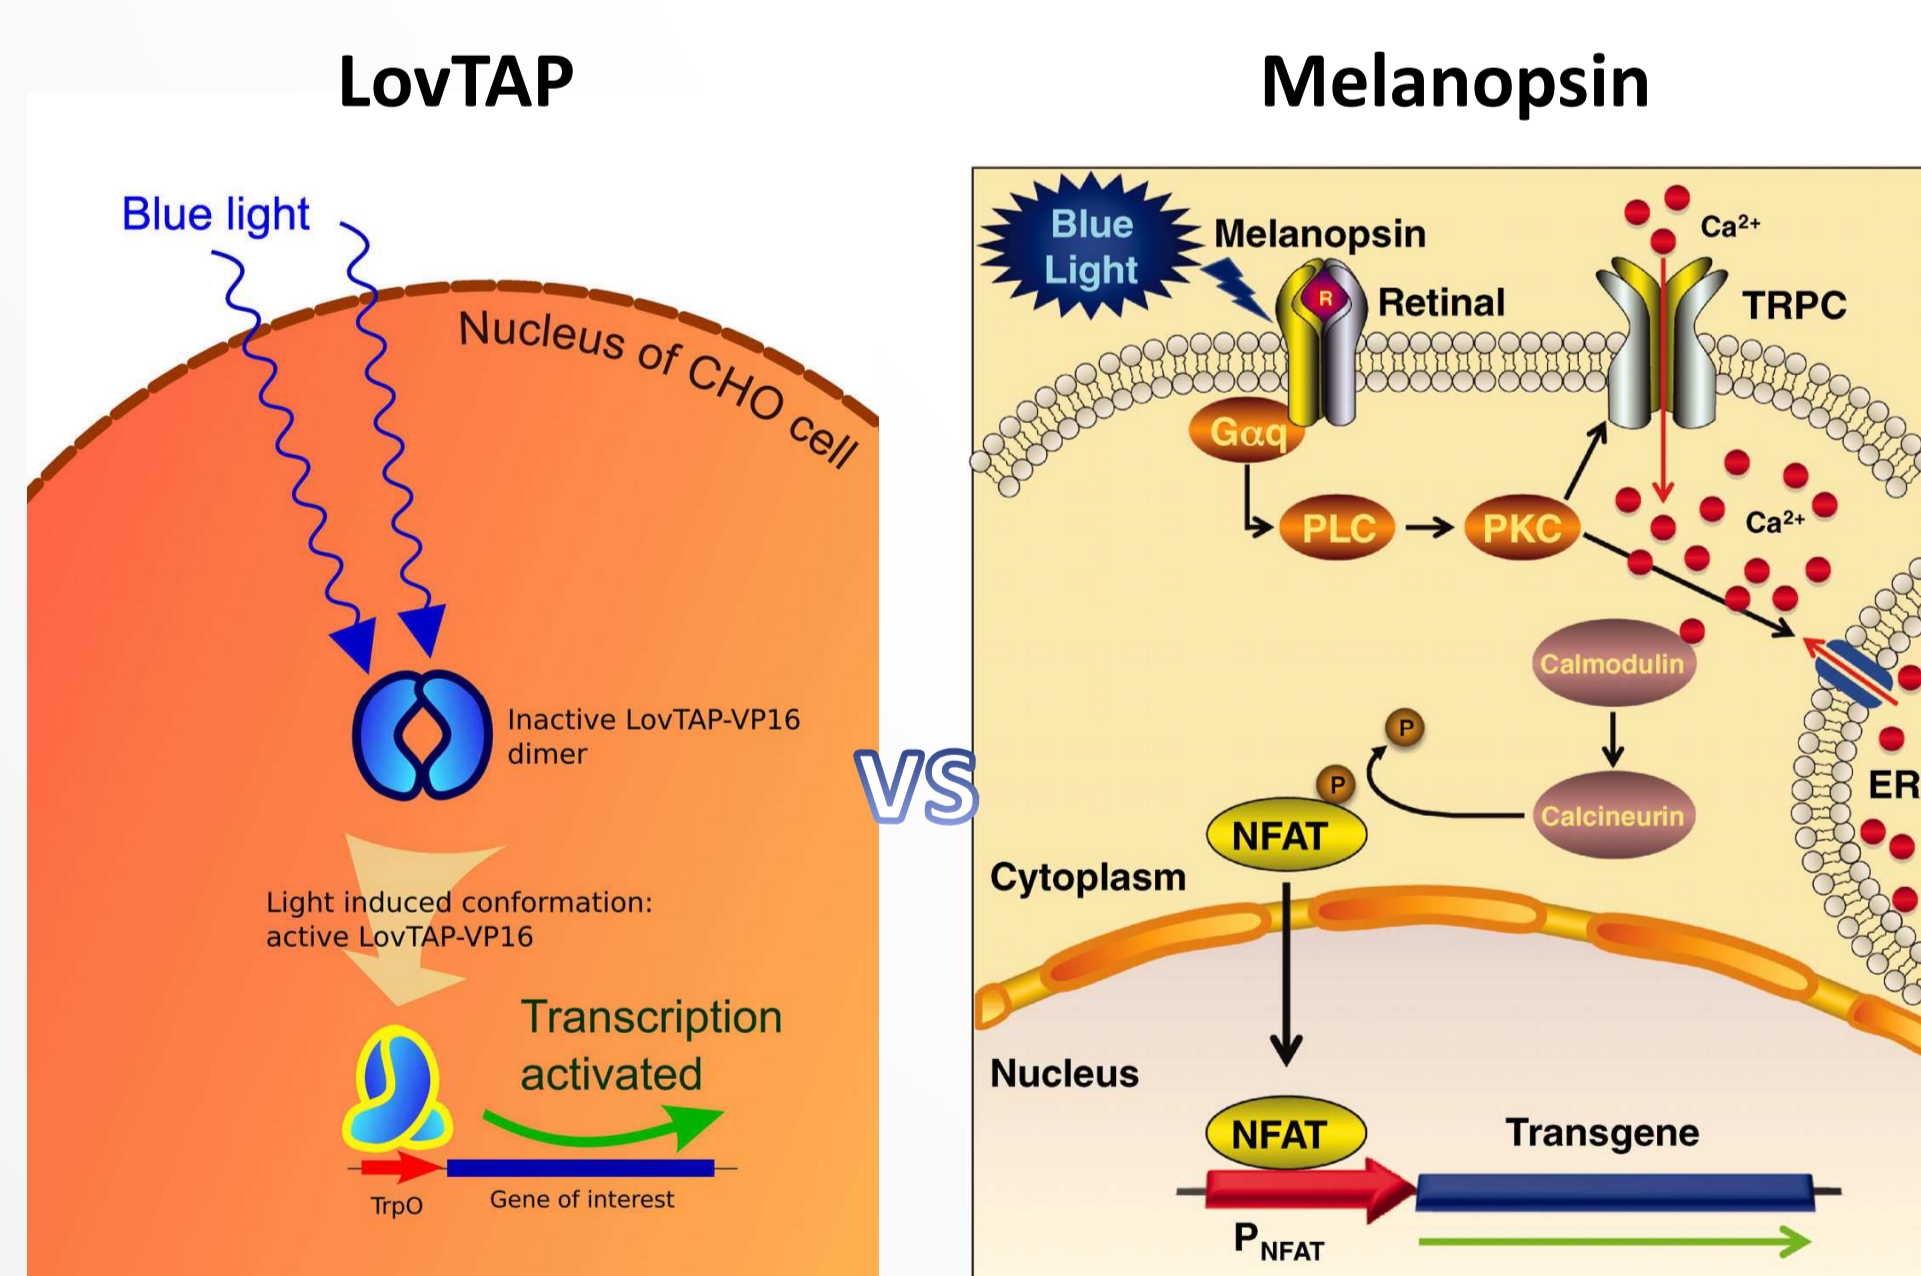 LovTAP
Blue light
Nucleus of CHO cell
Inactive LovTAP-VP16
dimer
Light induced conformation:
active LovTAP-VP16
Transcription
activated
TrpO
Gene of interest
VS
Melanopsin
Blue
Light
Melanopsin
R
Retinal
Ca2+
TRPC
Gαq
PLC
PKC
Ca2+
Calmodulin
P
P
Calcineurin
NFAT
ER
Cytoplasm
Nucleus
NFAT
Transgene
PNFAT